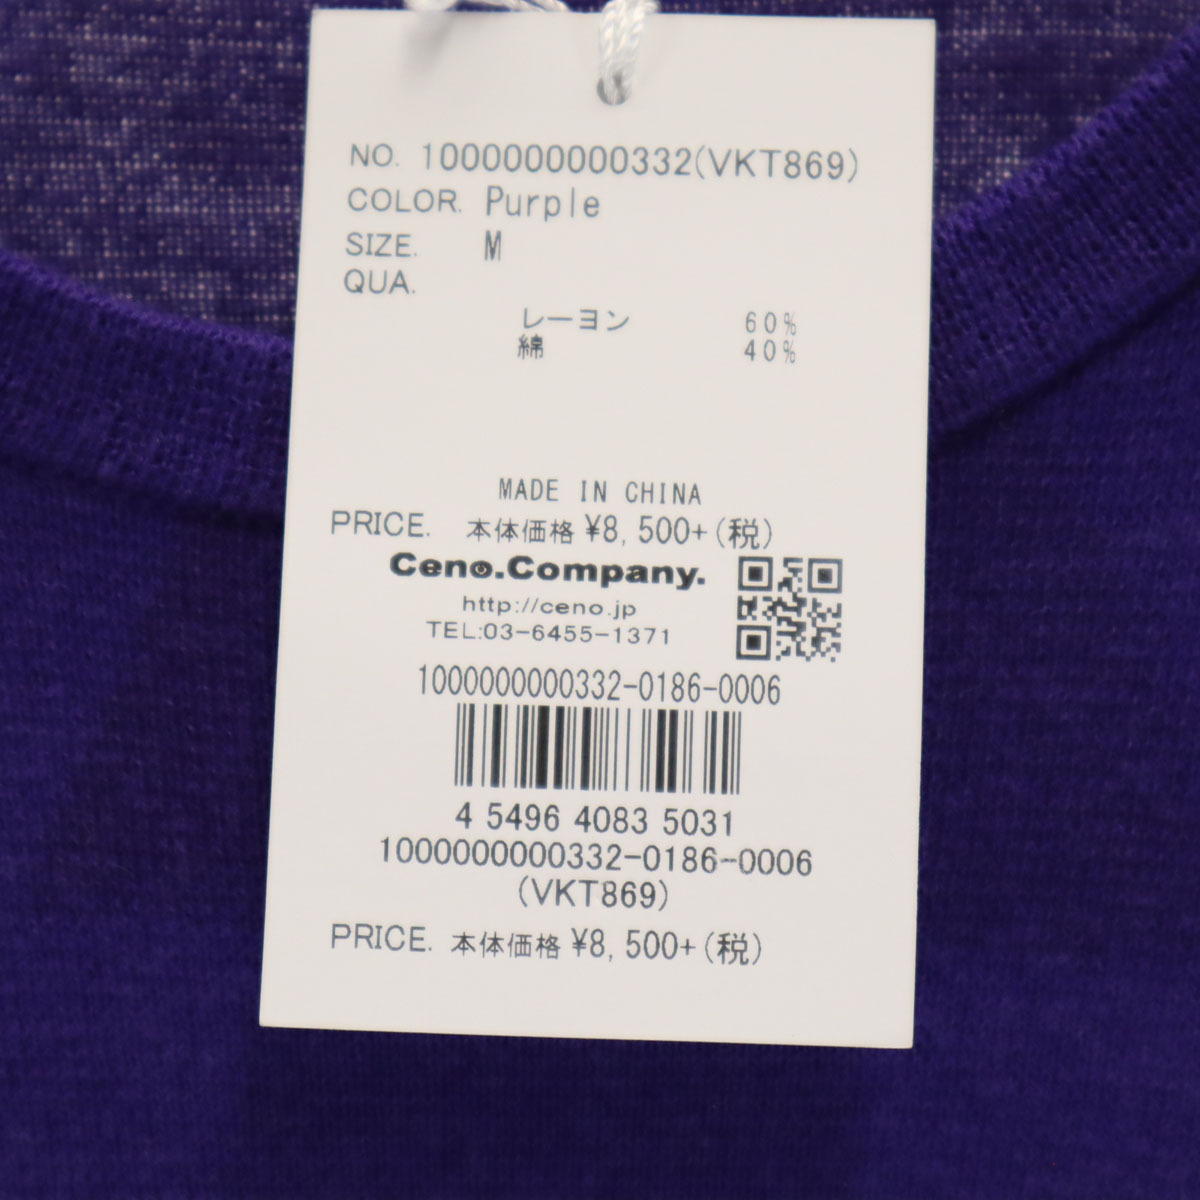 NO. 1000000000332(VKT869)
COLOR. Purple
SIZE. M
QUA.
レーヨン 60%
綿 40%
MADE IN CHINA
PRICE. 本体価格 ¥8,500+(税)
Ceno.Company.
http://ceno.jp
TEL:03-6455-1371
1000000000332-0186-0006
4 5496 4083 5031
1000000000332-0186-0006
(VKT869)
PRICE. 本体価格 ¥8,500+(税)